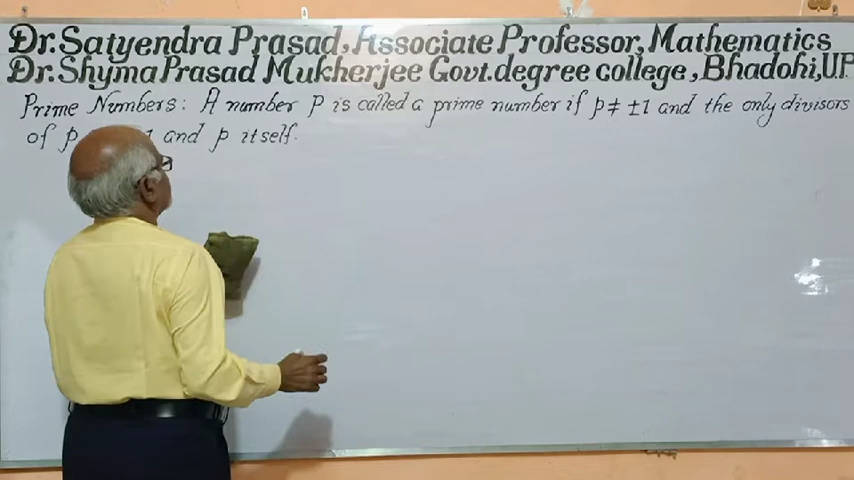 Dr. Satyendra Prasad, Associate Professor, Mathematics
Dr. Shyma Prasad Mukherjee Govt. degree college, Bhadohi, U.P
Prime Numbers: A number p is called a prime number if p ≠ ±1 and the only divisors
of p 1 and p itself.